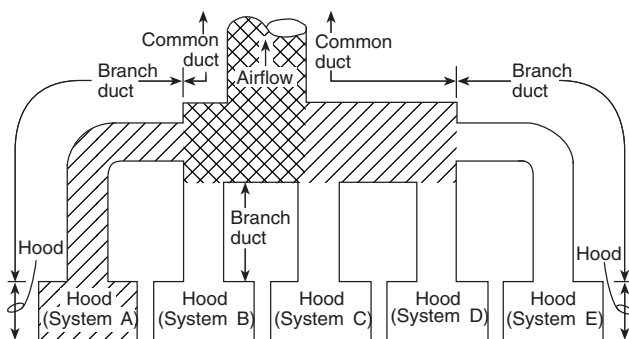 Common
duct
Common
duct
Branch
duct
Airflow
Branch
duct
Branch
duct
Hood
Hood
Hood
(System A)
Hood
(System B)
Hood
(System C)
Hood
(System D)
Hood
(System E)